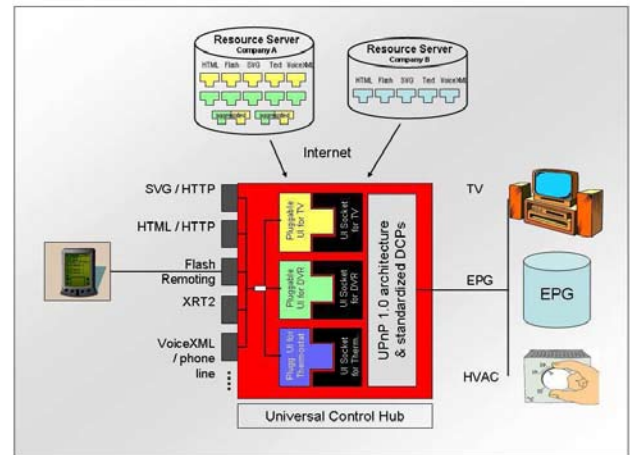 Resource Server
Company A
HTML Flash SVG Text VoiceXML
Resource Server
Company B
HTML Flash SVG Text VoiceXML
Internet
SVG / HTTP
HTML / HTTP
Flash
Remoting
XRT2
VoiceXML
/ phone
line
Pluggable
UI for TV
UI Socket
for TV
Pluggable
UI for DVR
UI Socket
for DVR
Plugg. UI for
Thermostat
UI Socket
for Therm.
UPnP 1.0 architecture
& standardized DCPs
TV
EPG
EPG
HVAC
Universal Control Hub